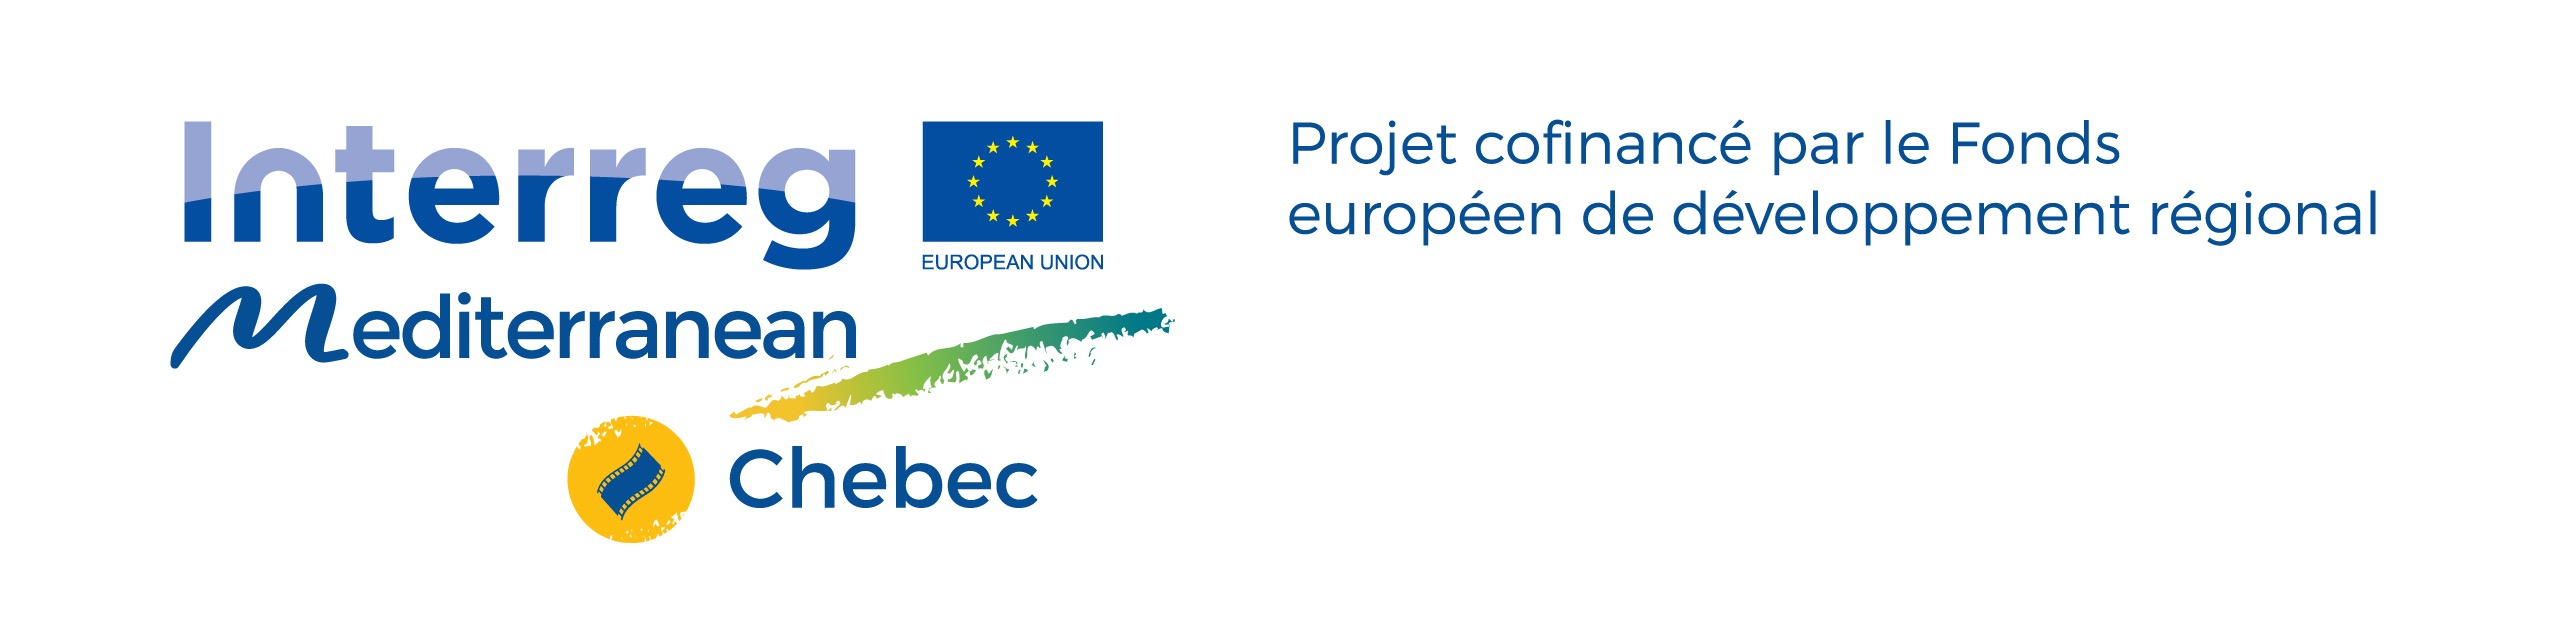 Interreg
EUROPEAN UNION
Mediterranean
Chebec
Projet cofinancé par le Fonds
européen de développement régional